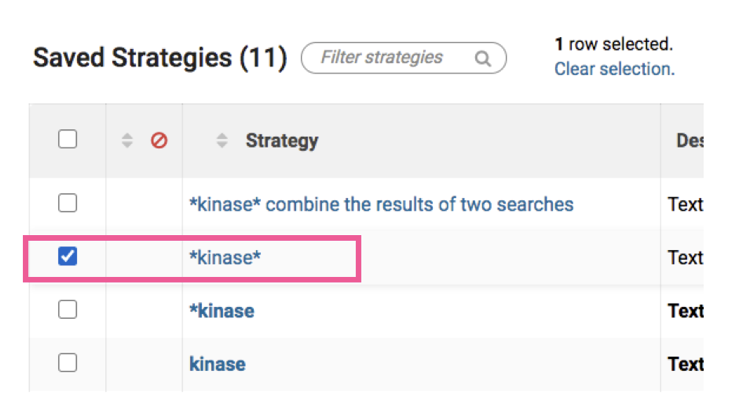 Saved Strategies (11)
Filter strategies
1 row selected.
Clear selection.
Strategy
Des
*kinase* combine the results of two searches
Text
*kinase*
Text
*kinase
Text
kinase
Text